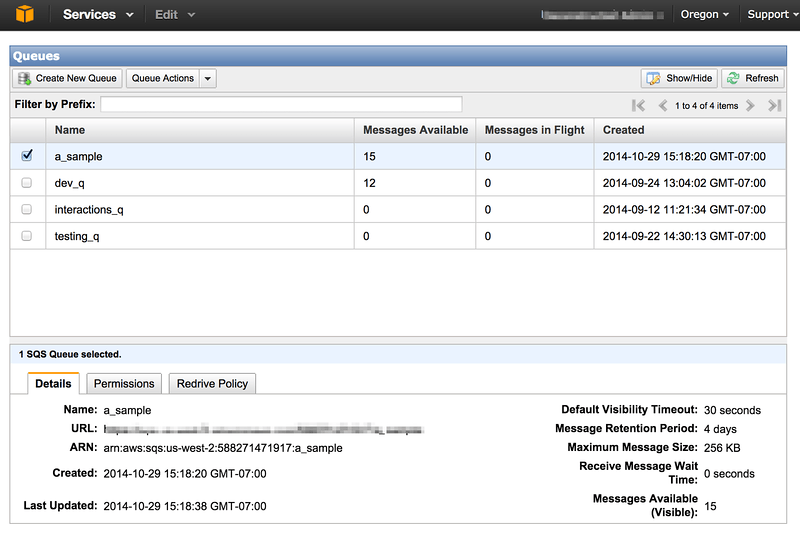 Services Edit Oregon Support
Queues
Create New Queue Queue Actions Show/Hide Refresh
Filter by Prefix: 1 to 4 of 4 items
Name Messages Available Messages in Flight Created
a_sample 15 0 2014-10-29 15:18:20 GMT-07:00
dev_q 12 0 2014-09-24 13:04:02 GMT-07:00
interactions_q 0 0 2014-09-12 11:21:34 GMT-07:00
testing_q 0 0 2014-09-22 14:30:13 GMT-07:00
1 SQS Queue selected.
Details Permissions Redrive Policy
Name: a_sample
URL:
ARN: arn:aws:sqs:us-west-2:588271471917:a_sample
Created: 2014-10-29 15:18:20 GMT-07:00
Last Updated: 2014-10-29 15:18:38 GMT-07:00
Default Visibility Timeout: 30 seconds
Message Retention Period: 4 days
Maximum Message Size: 256 KB
Receive Message Wait
Time: 0 seconds
Messages Available
(Visible): 15